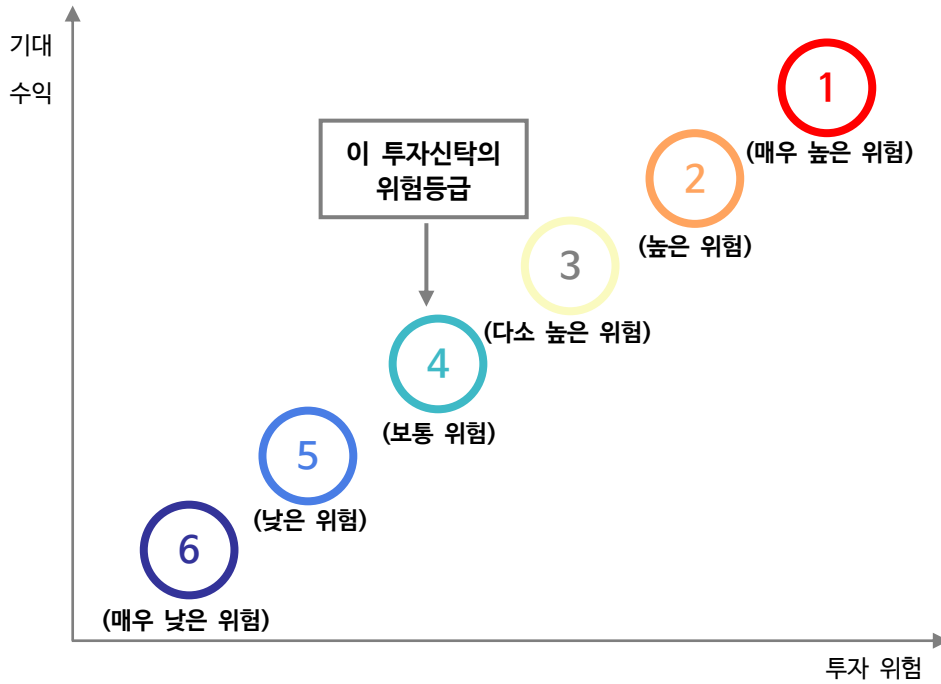 기대
수익
1
(매우 높은 위험)
이 투자신탁의
위험등급
2
(높은 위험)
3
(다소 높은 위험)
4
(보통 위험)
5
(낮은 위험)
6
(매우 낮은 위험)
투자 위험